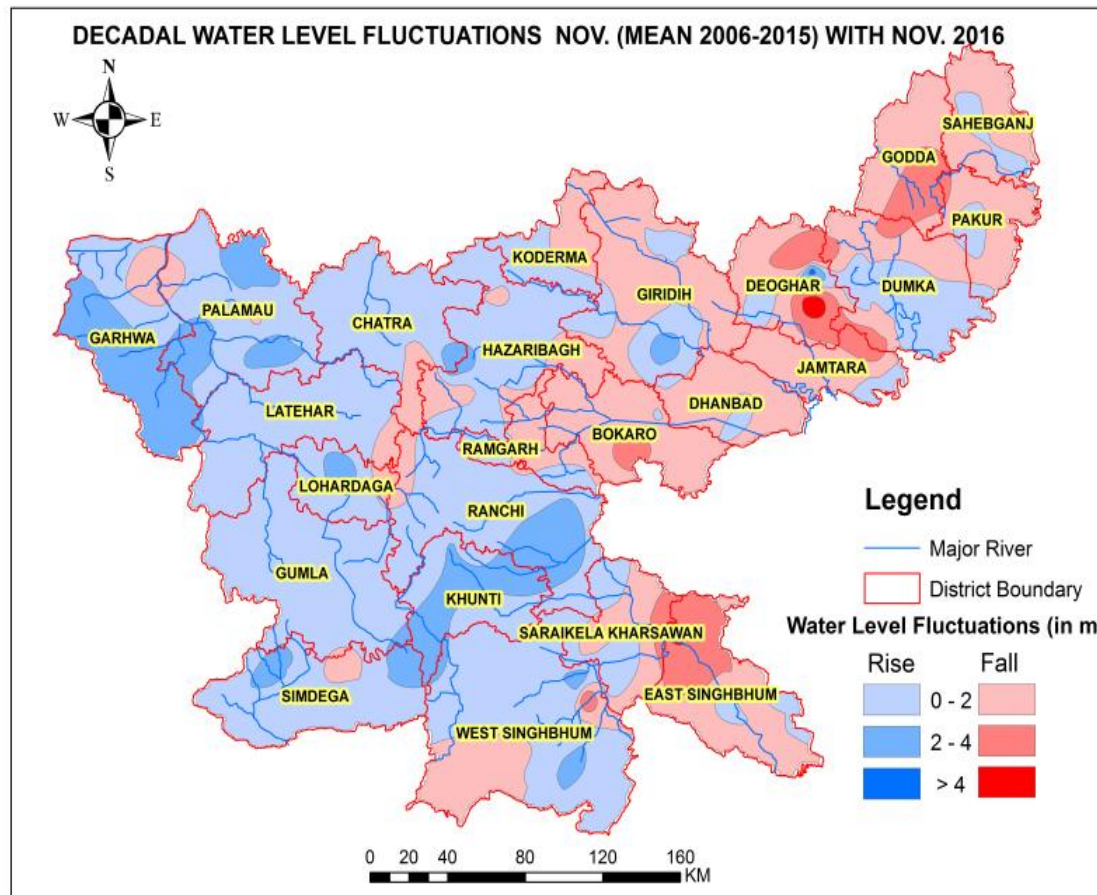 DECADAL WATER LEVEL FLUCTUATIONS  NOV. (MEAN 2006-2015) WITH NOV. 2016
N
W
E
S
SAHEBGANJ
GODDA
PAKUR
KODERMA
DEOGHAR
DUMKA
GIRIDIH
PALAMAU
CHATRA
GARHWA
HAZARIBAGH
JAMTARA
LATEHAR
DHANBAD
BOKARO
RAMGARH
LOHARDAGA
RANCHI
GUMLA
KHUNTI
SARAIKELA KHARSAWAN
SIMDEGA
EAST SINGHBHUM
WEST SINGHBHUM
Legend
Major River
District Boundary
Water Level Fluctuations (in m
Rise Fall
0 - 2
2 - 4
> 4
0 20 40 80 120 160
KM